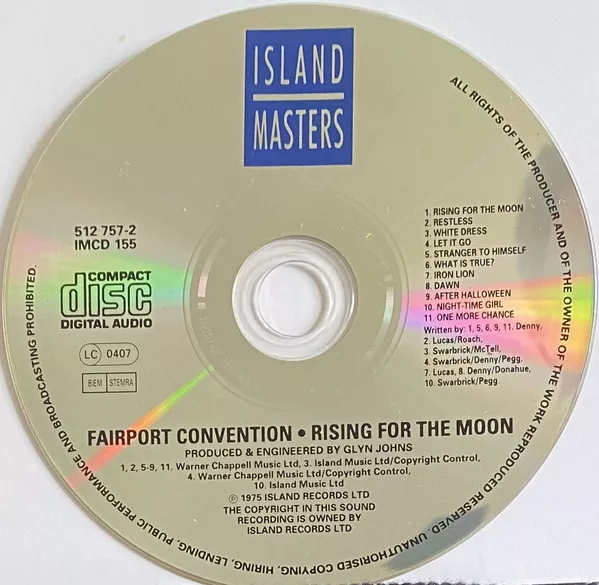 ISLAND
MASTERS
ALL RIGHTS OF THE PRODUCER AND OF THE OWNER OF THE WORK REPRODUCED RESERVED. UNAUTHORISED COPYING, HIRING, LENDING, PUBLIC PERFORMANCE AND BROADCASTING PROHIBITED.
512 757-2
IMCD 155
COMPACT
disc
DIGITAL AUDIO
LC 0407
BIEM STEMRA
1. RISING FOR THE MOON
2. RESTLESS
3. WHITE DRESS
4. LET IT GO
5. STRANGER TO HIMSELF
6. WHAT IS TRUE?
7. IRON LION
8. DAWN
9. AFTER HALLOWEEN
10. NIGHT-TIME GIRL
11. ONE MORE CHANCE
Written by: 1, 5, 6, 9, 11. Denny,
2. Lucas/Roach,
3. Swarbrick/McTell,
4. Swarbrick/Denny/Pegg,
7. Lucas, 8. Denny/Donahue,
10. Swarbrick/Pegg.
FAIRPORT CONVENTION • RISING FOR THE MOON
PRODUCED & ENGINEERED BY GLYN JOHNS
1, 2, 5-9, 11. Warner Chappell Music Ltd, 3. Island Music Ltd/Copyright Control,
4. Warner Chappell Music Ltd/Copyright Control,
10. Island Music Ltd
℗ 1975 ISLAND RECORDS LTD
THE COPYRIGHT IN THIS SOUND
RECORDING IS OWNED BY
ISLAND RECORDS LTD